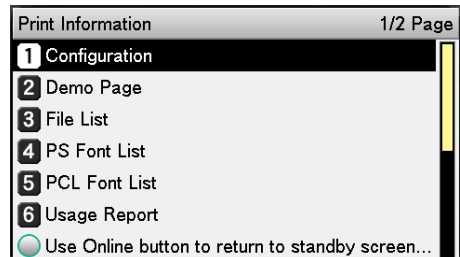 Print Information 1/2 Page
1 Configuration
2 Demo Page
3 File List
4 PS Font List
5 PCL Font List
6 Usage Report
Use Online button to return to standby screen...